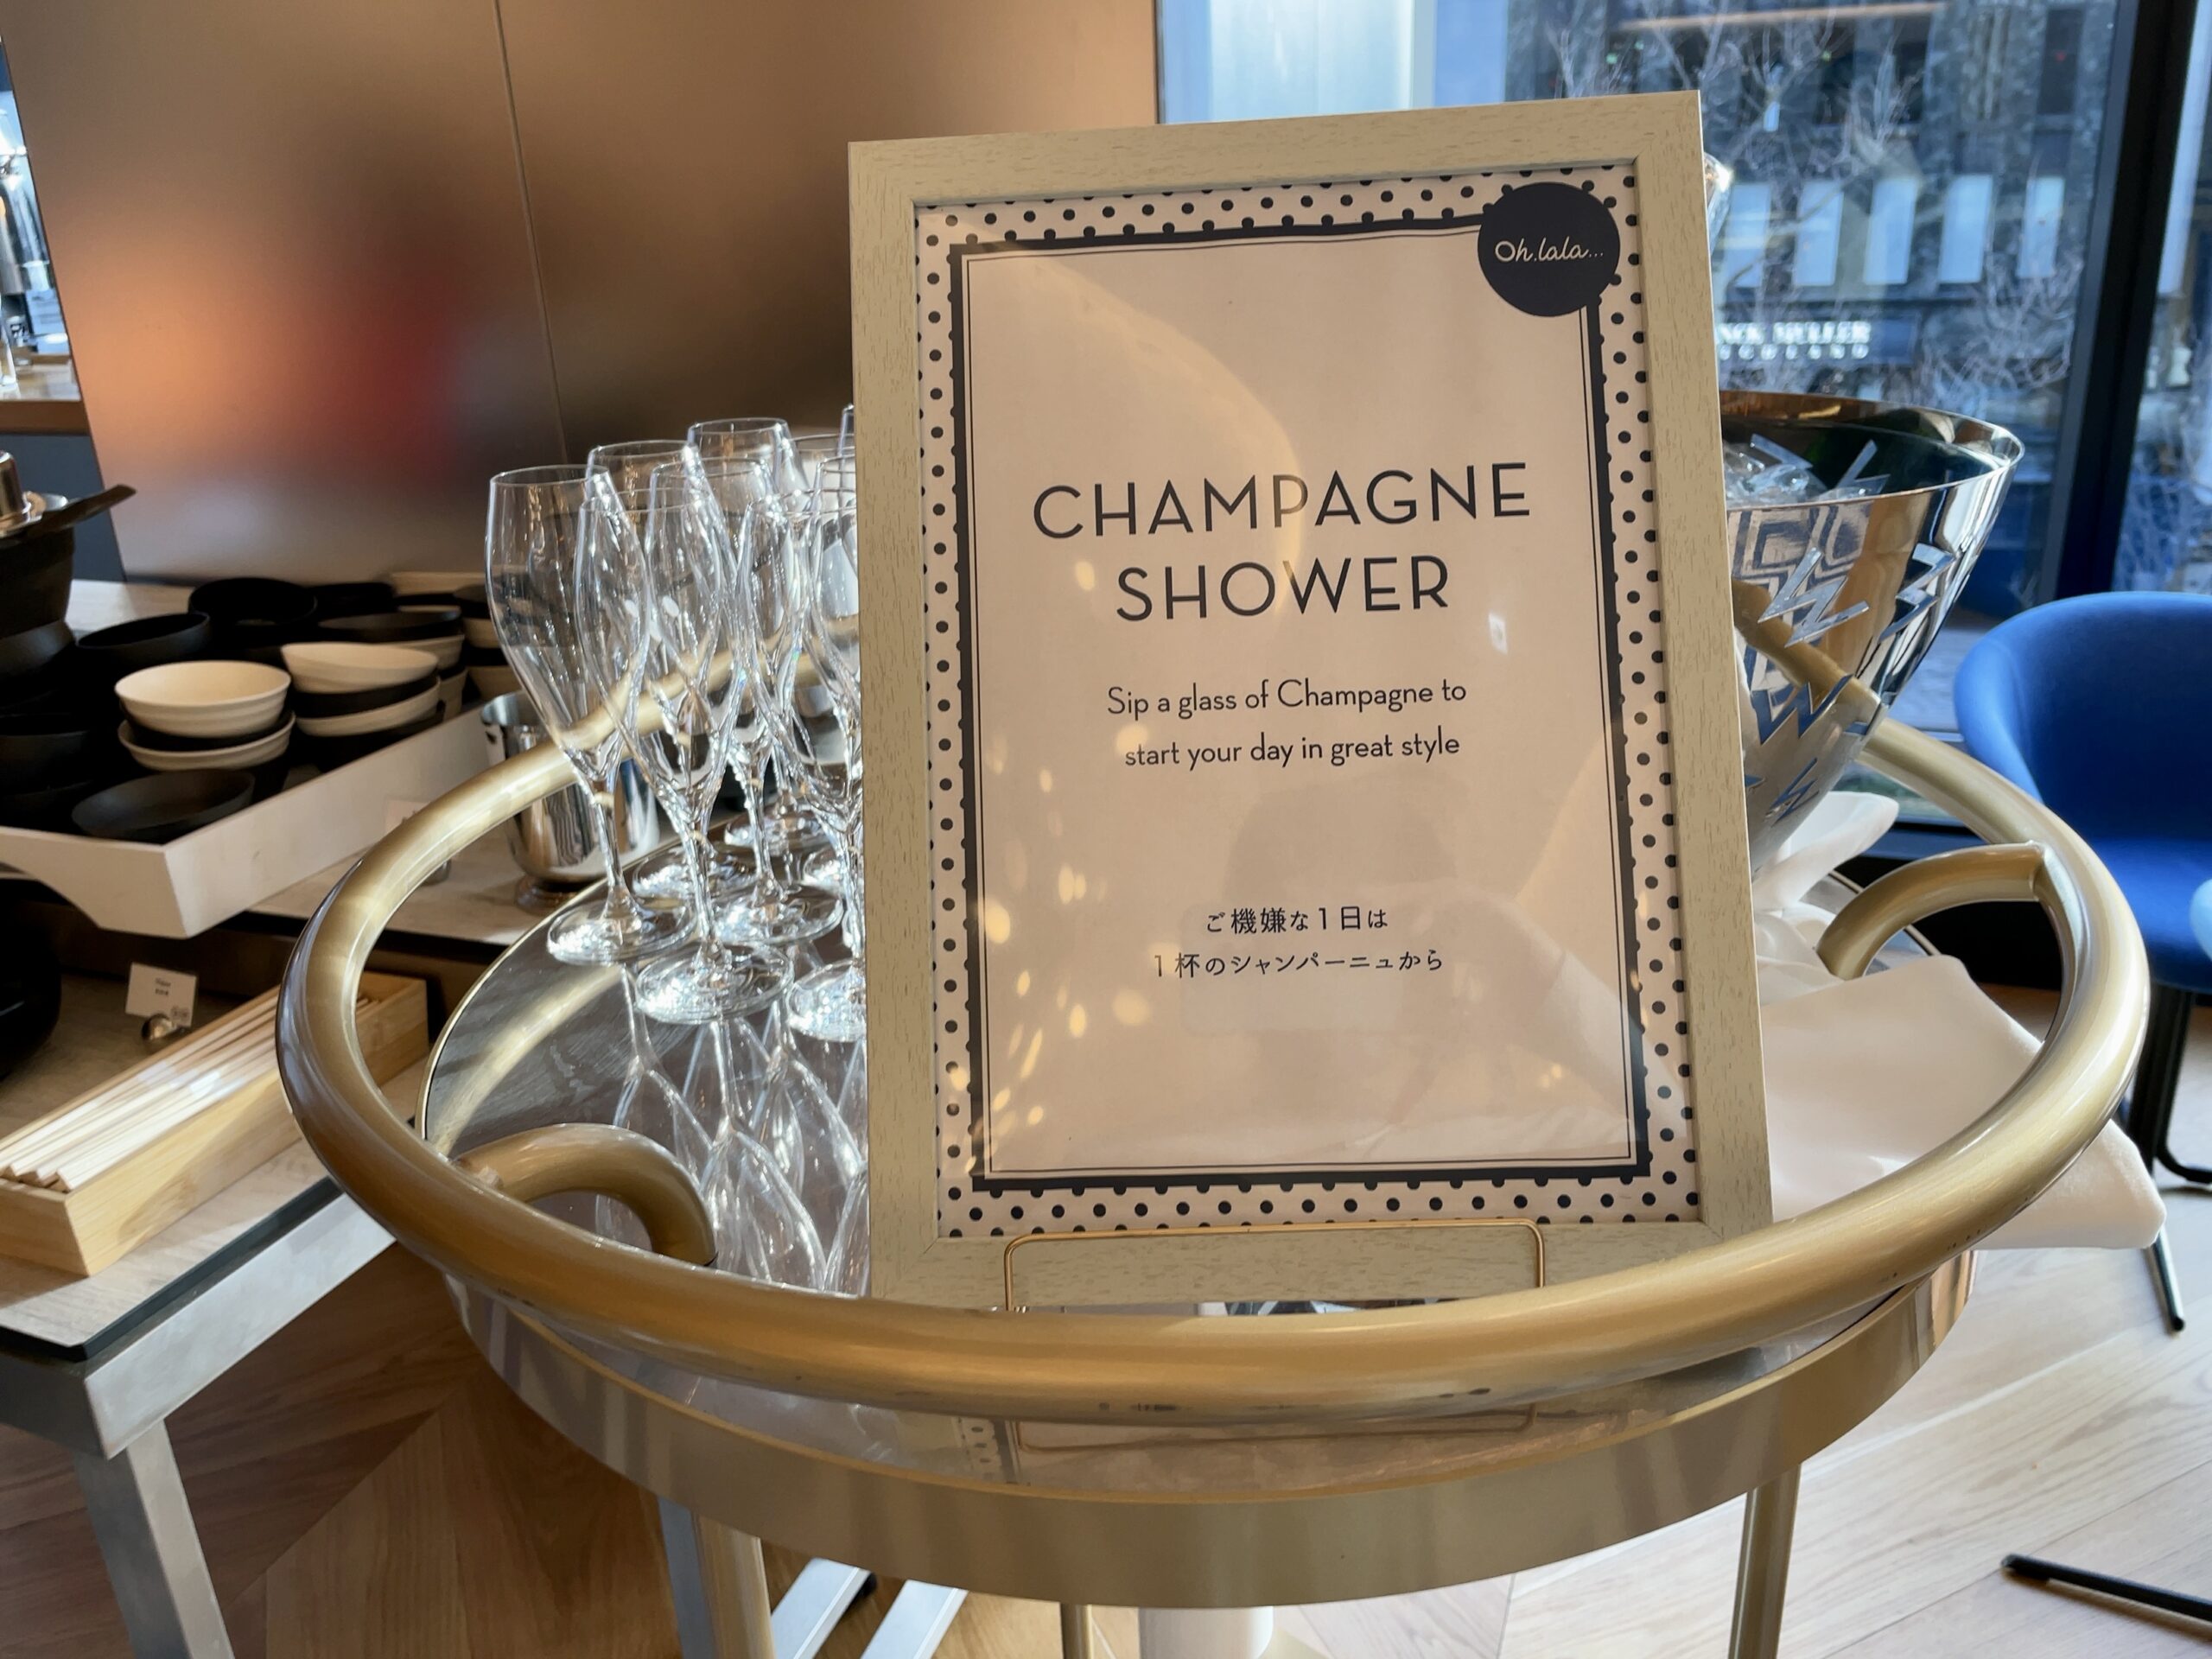 Oh.lala...
CHAMPAGNE
SHOWER
Sip a glass of Champagne to
start your day in great style
ご機嫌な1日は
1杯のシャンパーニュから